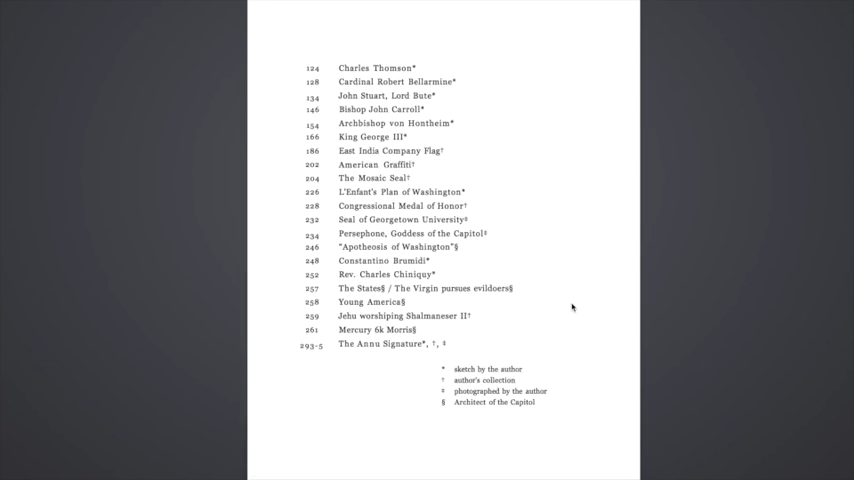 124 Charles Thomson*
128 Cardinal Robert Bellarmine*
134 John Stuart, Lord Bute*
146 Bishop John Carroll*
154 Archbishop von Hontheim*
166 King George III*
186 East India Company Flag†
202 American Graffiti†
204 The Mosaic Seal†
226 L'Enfant's Plan of Washington*
228 Congressional Medal of Honor†
232 Seal of Georgetown University‡
234 Persephone, Goddess of the Capitol‡
246 "Apotheosis of Washington"§
248 Constantino Brumidi*
252 Rev. Charles Chiniquy*
257 The States§ / The Virgin pursues evildoers§
258 Young America§
259 Jehu worshiping Shalmaneser II†
261 Mercury & Morris§
293-5 The Annu Signature*, †, ‡
* sketch by the author
† author's collection
‡ photographed by the author
§ Architect of the Capitol